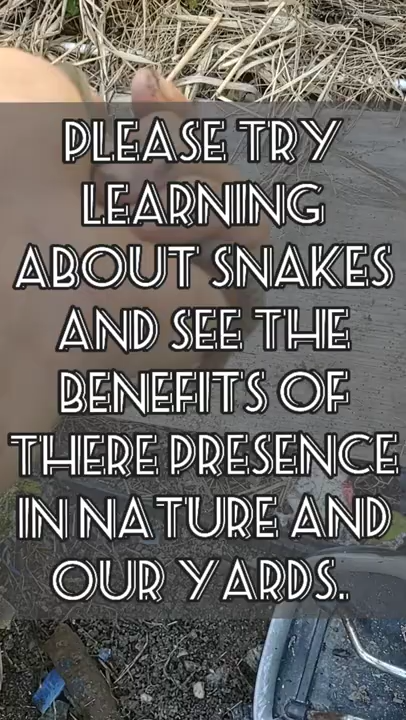 PLEASE TRY
LEARNING
ABOUT SNAKES
AND SEE THE
BENEFITS OF
THERE PRESENCE
IN NATURE AND
OUR YARDS..